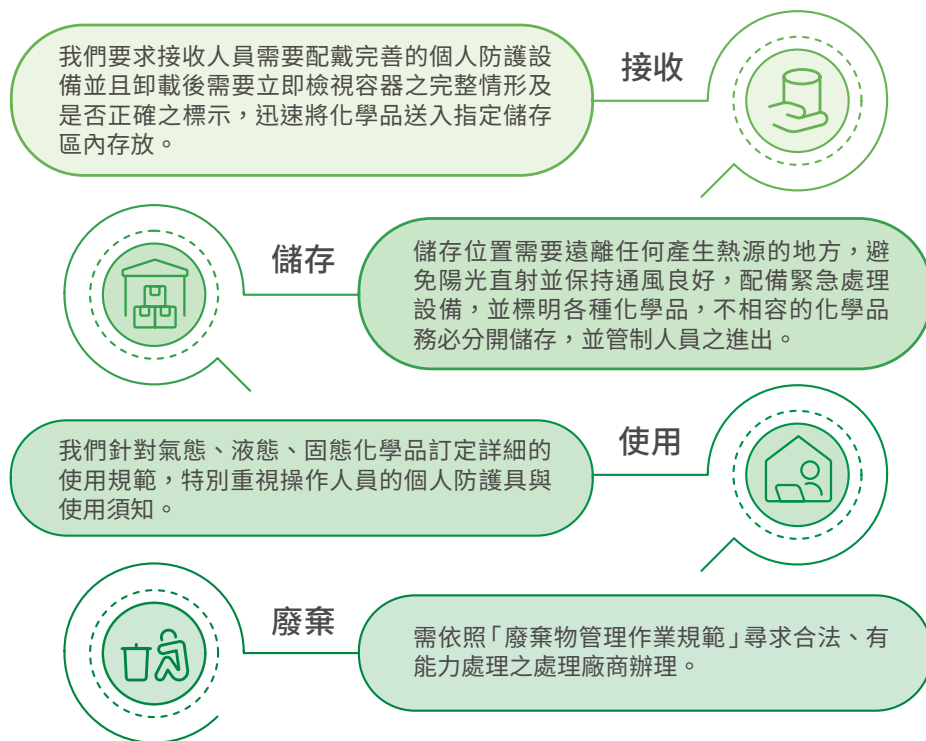 接收
我們要求接收人員需要配戴完善的個人防護設
備並且卸載後需要立即檢視容器之完整情形及
是否正確之標示，迅速將化學品送入指定儲存
區內存放。
儲存
儲存位置需要遠離任何產生熱源的地方，避
免陽光直射並保持通風良好，配備緊急處理
設備，並標明各種化學品，不相容的化學品
務必分開儲存，並管制人員之進出。
使用
我們針對氣態、液態、固態化學品訂定詳細的
使用規範，特別重視操作人員的個人防護具與
使用須知。
廢棄
需依照「廢棄物管理作業規範」尋求合法、有
能力處理之處理廠商辦理。